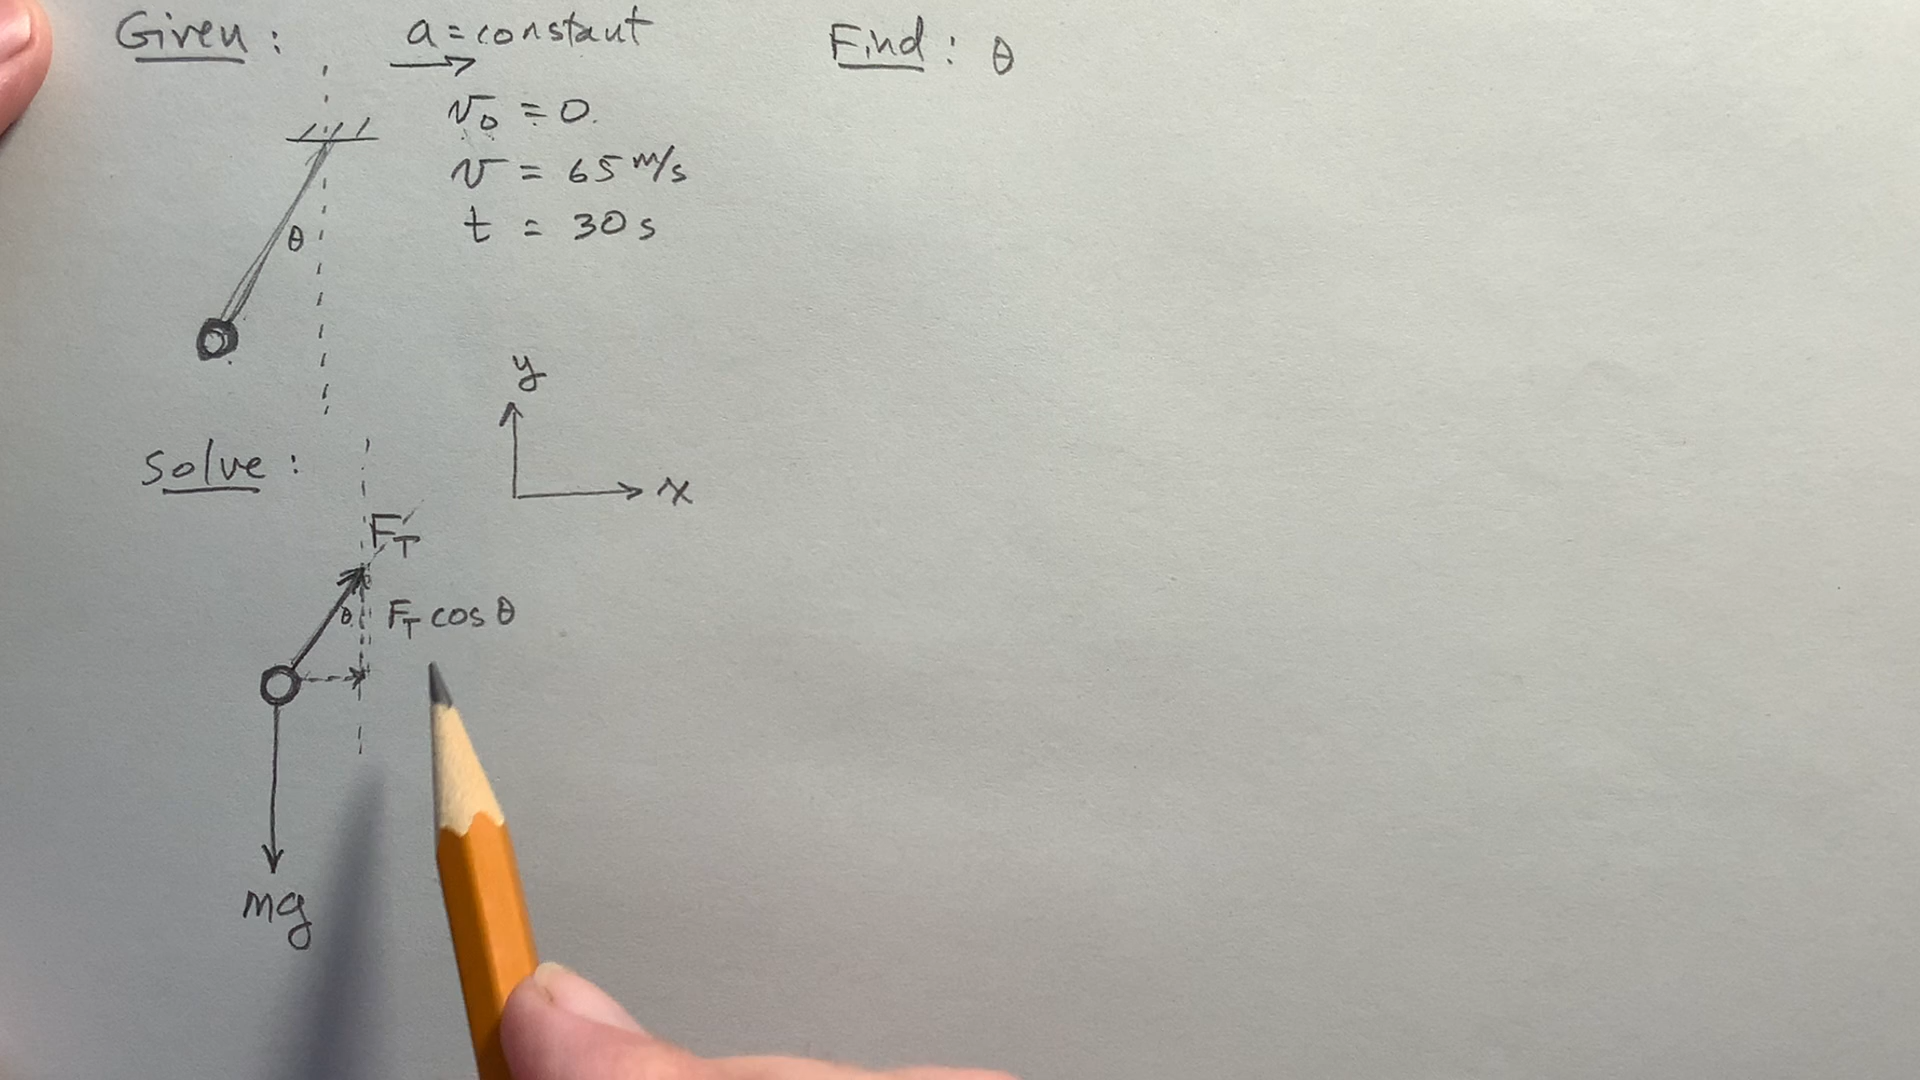 Given :
a = constant
v₀ = 0
v = 65 m/s
t = 30 s
θ
Find : θ
y
x
Solve :
F_T
θ
F_T cos θ
mg